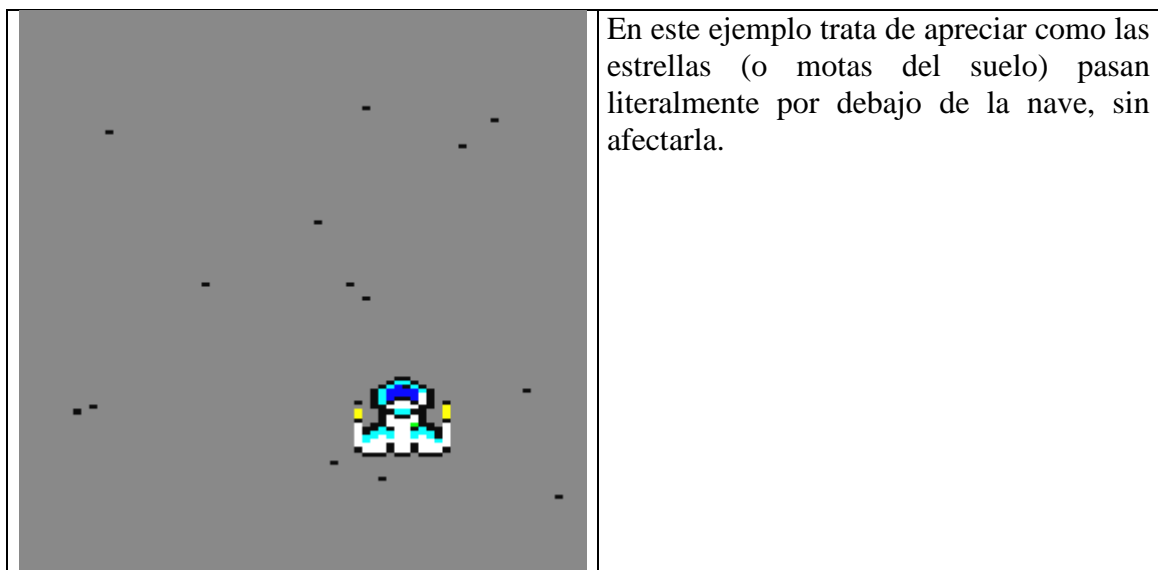 En este ejemplo trata de apreciar como las
estrellas (o motas del suelo) pasan
literalmente por debajo de la nave, sin
afectarla.